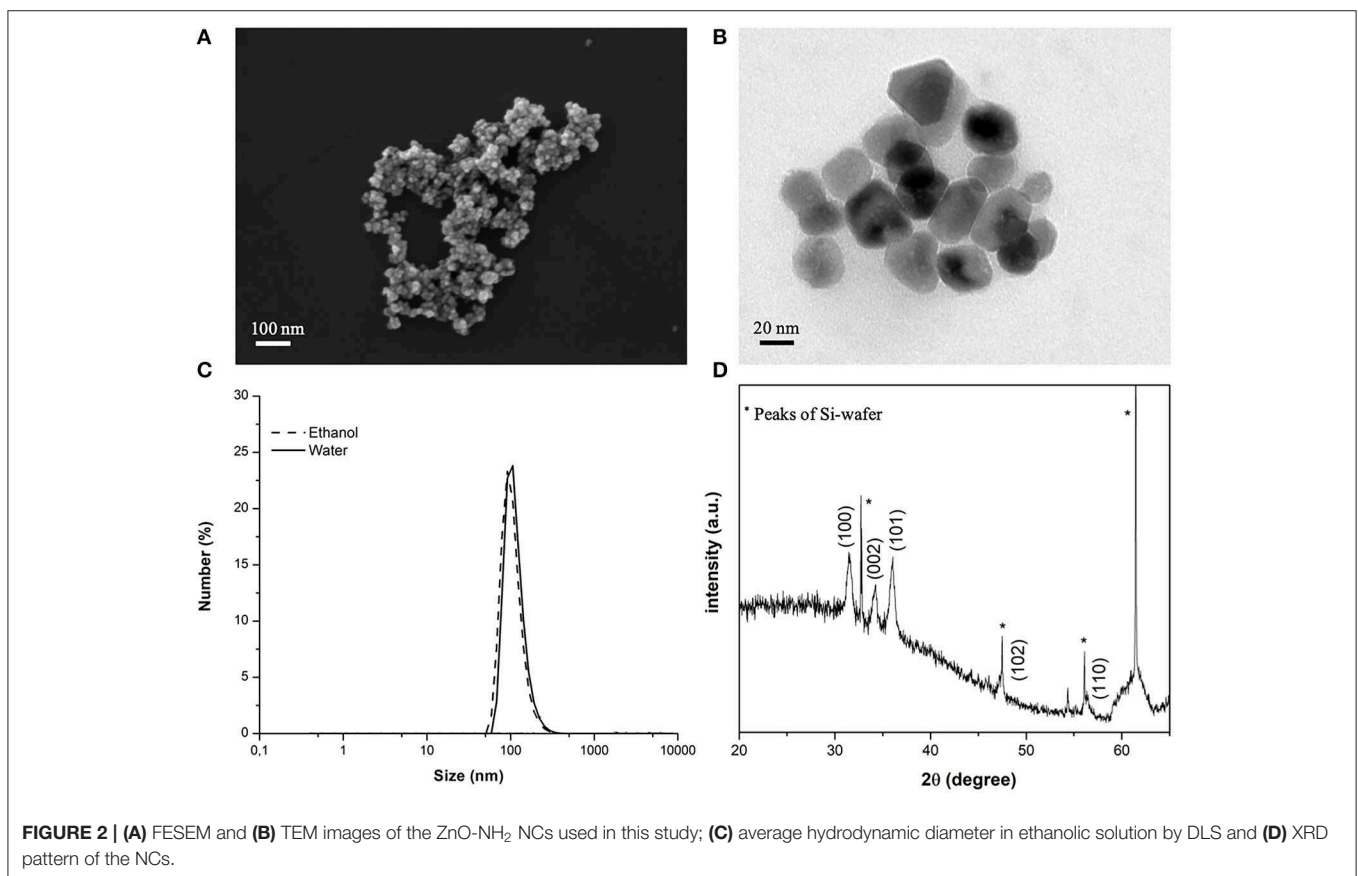 A
100 nm
B
20 nm
C
30
25
20
15
10
5
0
Number (%)
Ethanol
Water
0,1
1
10
100
1000
10000
Size (nm)
D
* Peaks of Si-wafer
*
*
(100)
(002)
(101)
*
(102)
*
(110)
intensity (a.u.)
20
30
40
50
60
2θ (degree)
FIGURE 2 | (A) FESEM and (B) TEM images of the ZnO-NH₂ NCs used in this study; (C) average hydrodynamic diameter in ethanolic solution by DLS and (D) XRD
pattern of the NCs.